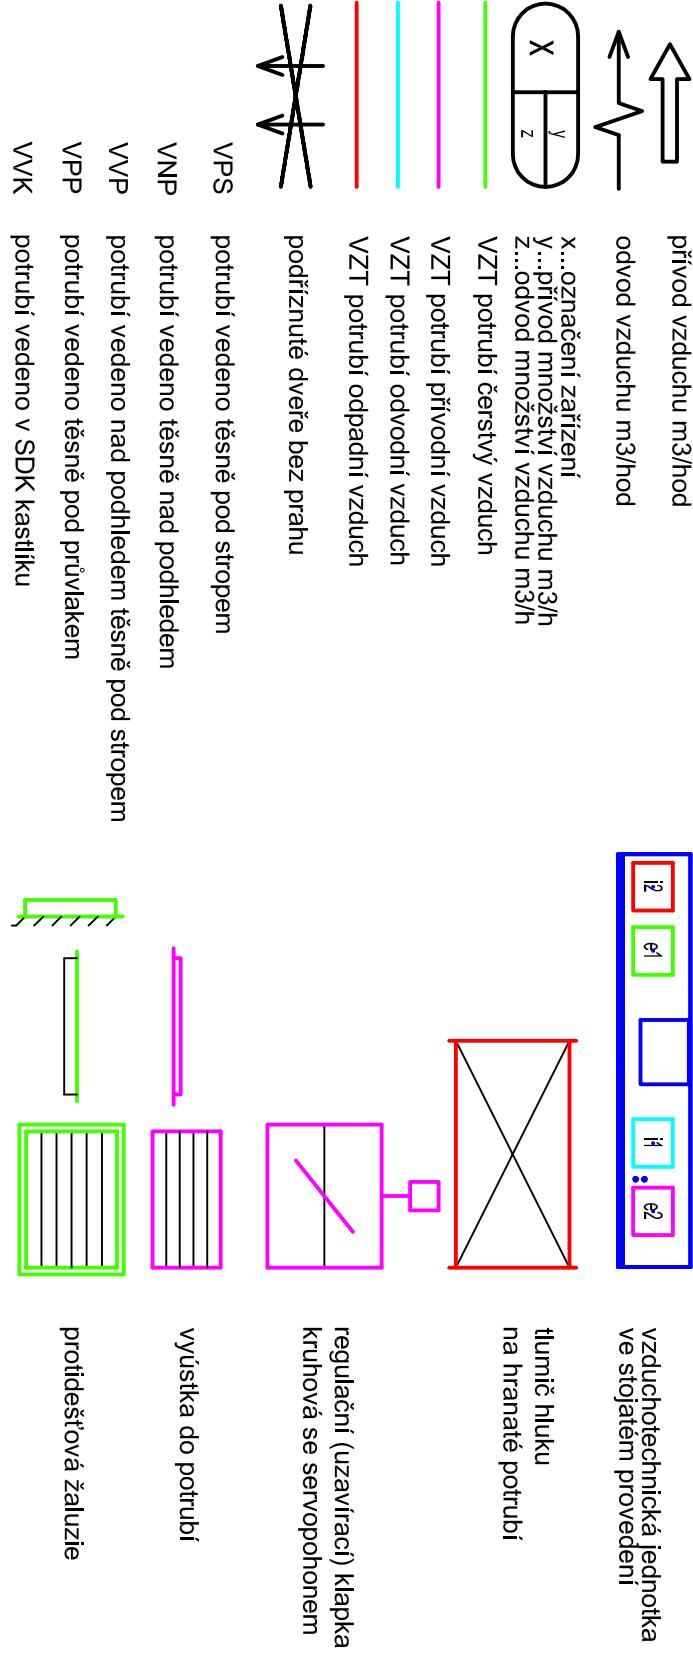 přívod vzduchu m3/hod
odvod vzduchu m3/hod
X
y
z
x...označení zařízení
y...přívod množství vzduchu m3/h
z...odvod množství vzduchu m3/h
VZT potrubí čerstvý vzduch
VZT potrubí přívodní vzduch
VZT potrubí odvodní vzduch
VZT potrubí odpadní vzduch
podříznuté dveře bez prahu
VPS potrubí vedeno těsně pod stropem
VNP potrubí vedeno těsně nad podhledem
VVP potrubí vedeno nad podhledem těsně pod stropem
VPP potrubí vedeno těsně pod průvlakem
VVK potrubí vedeno v SDK kastlíku
i2
e1
i1
e2
vzduchotechnická jednotka
ve stojatém provedení
tlumič hluku
na hranaté potrubí
regulační (uzavírací) klapka
kruhová se servopohonem
vyústka do potrubí
protidešťová žaluzie